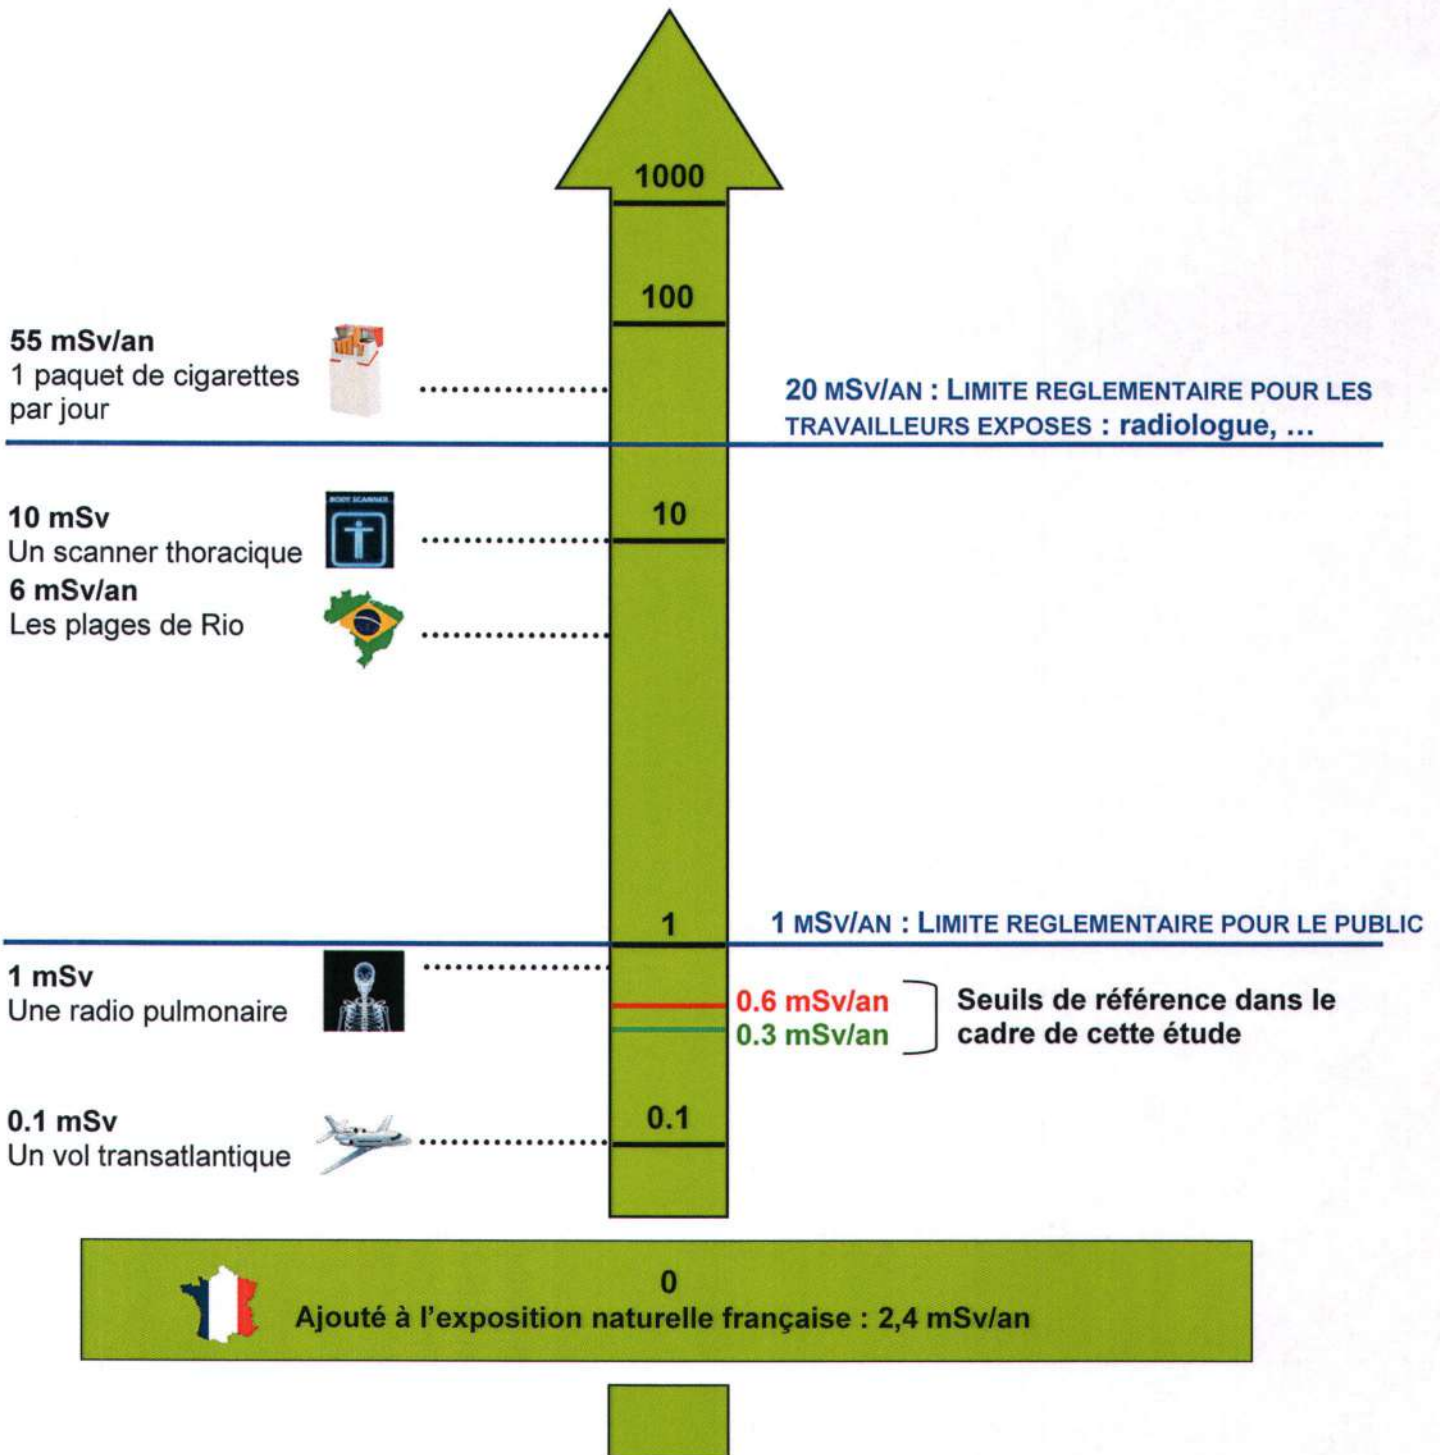 1000
100
55 mSv/an
1 paquet de cigarettes
par jour
20 MSV/AN : LIMITE REGLEMENTAIRE POUR LES
TRAVAILLEURS EXPOSES : radiologue, ...
BODY SCANNER
10 mSv
Un scanner thoracique
10
6 mSv/an
Les plages de Rio
1
1 MSV/AN : LIMITE REGLEMENTAIRE POUR LE PUBLIC
1 mSv
Une radio pulmonaire
0.6 mSv/an
0.3 mSv/an
Seuils de référence dans le
cadre de cette étude
0.1 mSv
Un vol transatlantique
0.1
0
Ajouté à l'exposition naturelle française : 2,4 mSv/an